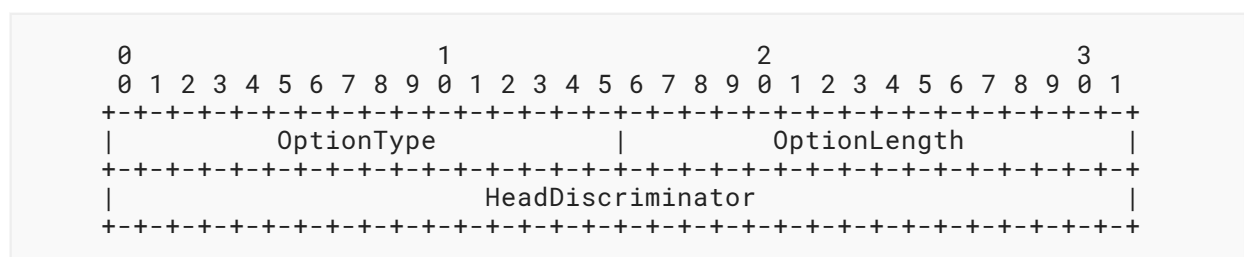 0                   1                   2                   3
0 1 2 3 4 5 6 7 8 9 0 1 2 3 4 5 6 7 8 9 0 1 2 3 4 5 6 7 8 9 0 1
+-+-+-+-+-+-+-+-+-+-+-+-+-+-+-+-+-+-+-+-+-+-+-+-+-+-+-+-+-+-+-+-+
|          OptionType           |         OptionLength          |
+-+-+-+-+-+-+-+-+-+-+-+-+-+-+-+-+-+-+-+-+-+-+-+-+-+-+-+-+-+-+-+-+
|                       HeadDiscriminator                       |
+-+-+-+-+-+-+-+-+-+-+-+-+-+-+-+-+-+-+-+-+-+-+-+-+-+-+-+-+-+-+-+-+